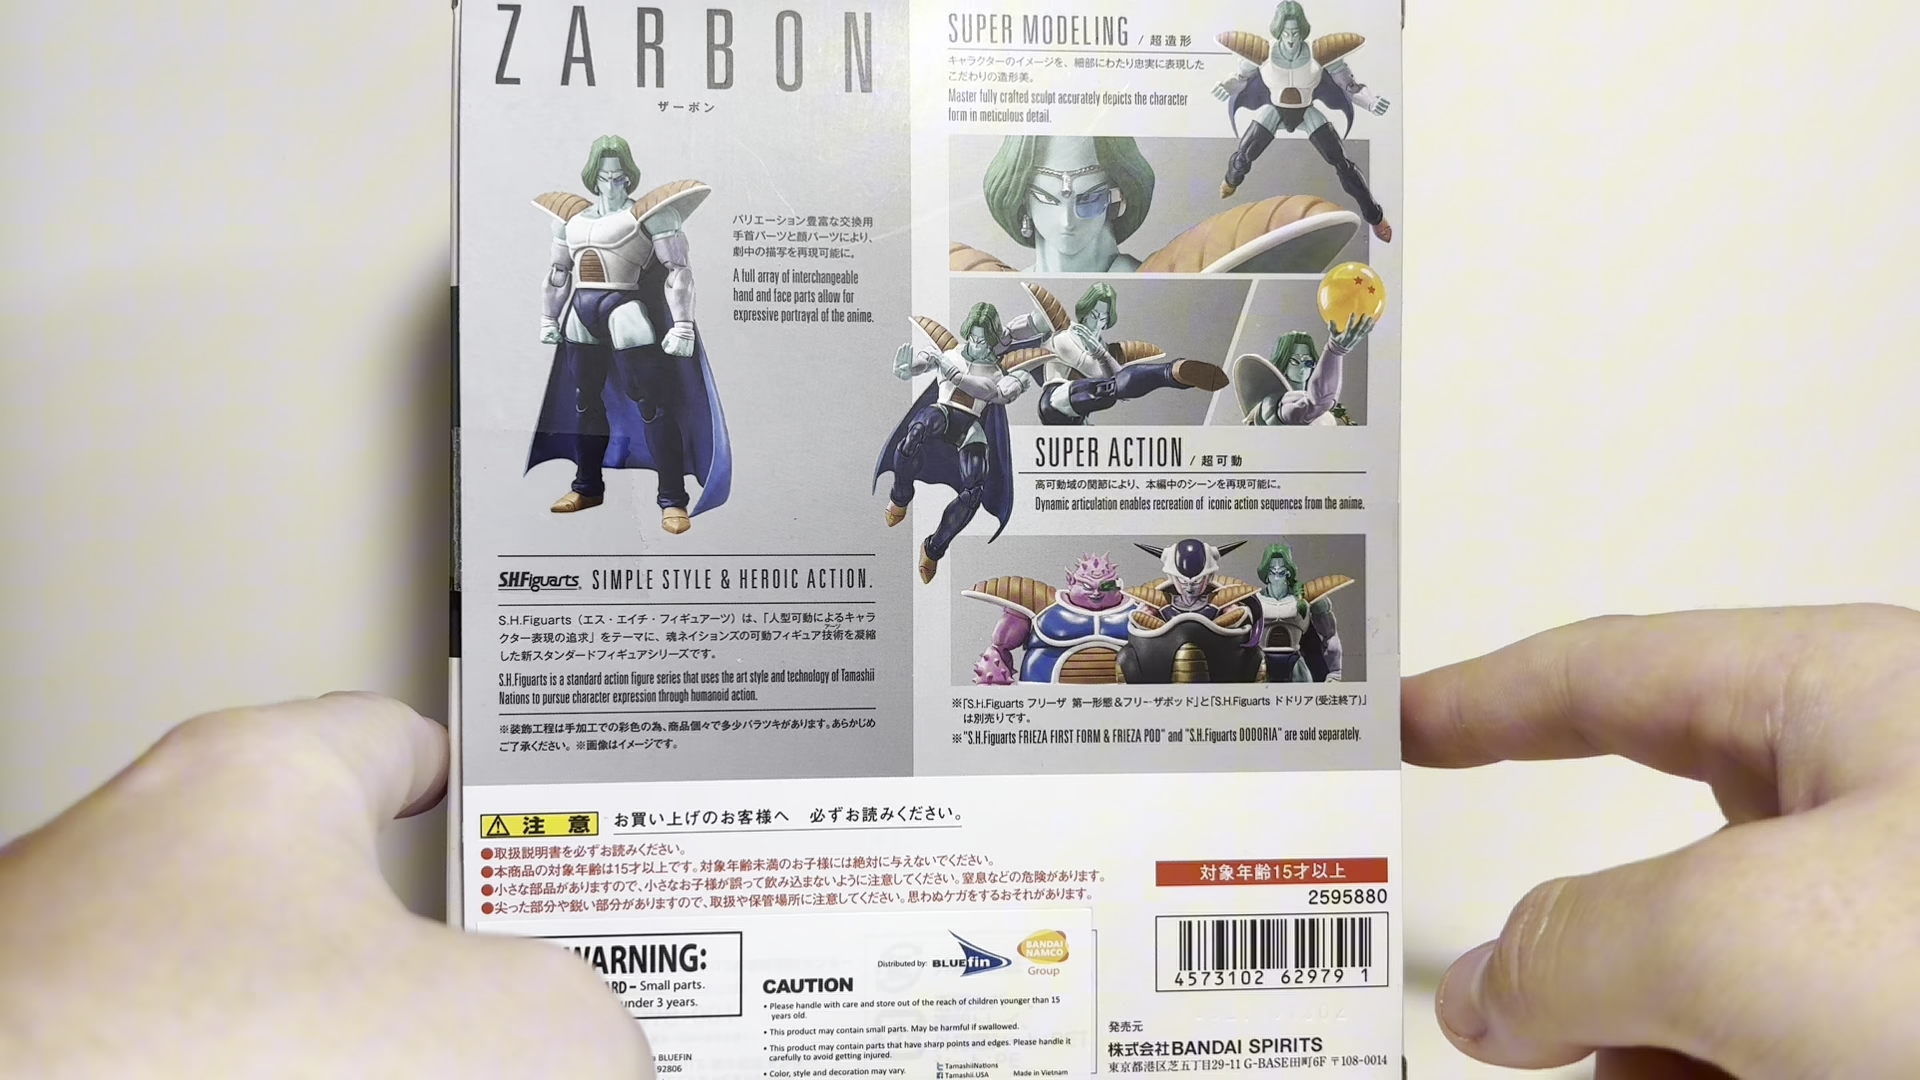 ZARBON
ザーボン
バリエーション豊富な交換用
手首パーツと顔パーツにより、
劇中の描写を再現可能に。
A full array of interchangeable
hand and face parts allow for
expressive portrayal of the anime.
S.H.Figuarts SIMPLE STYLE & HEROIC ACTION.
S.H.Figuarts（エス・エイチ・フィギュアーツ）は、「人型可動によるキャラ
クター表現の追求」をテーマに、魂ネイションズの可動フィギュア技術を凝縮
アーツ
した新スタンダードフィギュアシリーズです。
S.H.Figuarts is a standard action figure series that uses the art style and technology of Tamashii
Nations to pursue character expression through humanoid action.
※装飾工程は手加工での彩色の為、商品個々で多少バラツキがあります。あらかじめ
ご了承ください。※画像はイメージです。
SUPER MODELING / 超造形
キャラクターのイメージを、細部にわたり忠実に表現した
こだわりの造形美。
Master fully crafted sculpt accurately depicts the character
form in meticulous detail.
SUPER ACTION / 超可動
高可動域の関節により、本編中のシーンを再現可能に。
Dynamic articulation enables recreation of iconic action sequences from the anime.
※「S.H.Figuarts フリーザ 第一形態＆フリーザポッド」と「S.H.Figuarts ドドリア（受注終了）」
は別売りです。
※ "S.H.Figuarts FRIEZA FIRST FORM & FRIEZA POD" and "S.H.Figuarts DODORIA" are sold separately.
注意 お買い上げのお客様へ 必ずお読みください。
●取扱説明書を必ずお読みください。
●本商品の対象年齢は15才以上です。対象年齢未満のお子様には絶対に与えないでください。
●小さな部品がありますので、小さなお子様が誤って飲み込まないように注意してください。窒息などの危険があります。
●尖った部分や鋭い部分がありますので、取扱や保管場所に注意してください。思わぬケガをするおそれがあります。
対象年齢15才以上
2595880
4573102 62979 1
WARNING:
RD – Small parts.
under 3 years.
BLUEFIN
92806
Distributed by: BLUEfin
BANDAI NAMCO
Group
CAUTION
• Please handle with care and store out of the reach of children younger than 15
years old.
• This product may contain small parts. May be harmful if swallowed.
• This product may contain parts that have sharp points and edges. Please handle it
carefully to avoid getting injured.
• Color, style and decoration may vary.
TamashiiNations
Tamashii.USA
Made in Vietnam
発売元
株式会社BANDAI SPIRITS
東京都港区芝五丁目29-11 G-BASE田町6F 〒108-0014